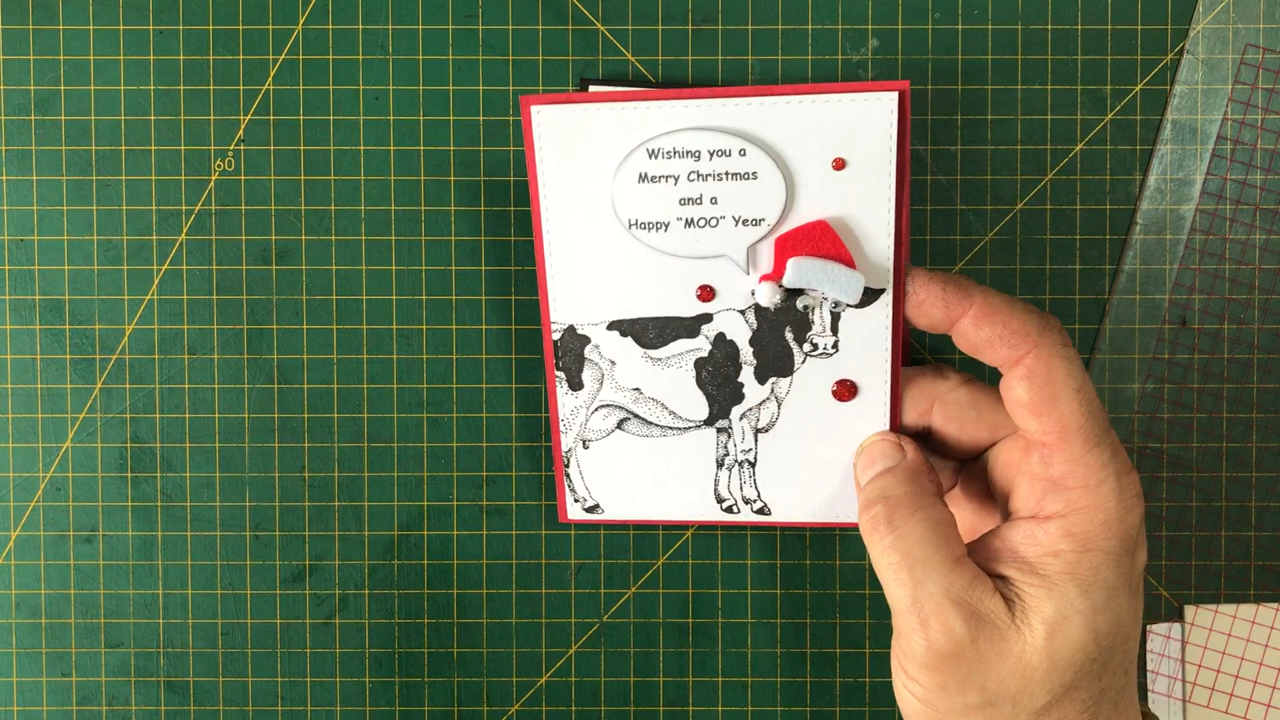 Wishing you a
Merry Christmas
and a
Happy “MOO” Year.
60°